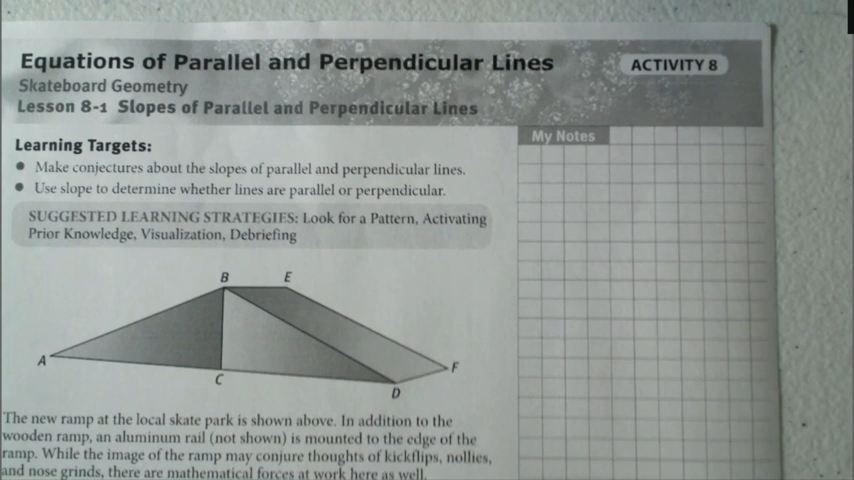 Equations of Parallel and Perpendicular Lines
ACTIVITY 8
Skateboard Geometry
Lesson 8-1 Slopes of Parallel and Perpendicular Lines
My Notes
Learning Targets:
• Make conjectures about the slopes of parallel and perpendicular lines.
• Use slope to determine whether lines are parallel or perpendicular.
SUGGESTED LEARNING STRATEGIES: Look for a Pattern, Activating
Prior Knowledge, Visualization, Debriefing
B E
A
C
F
D
The new ramp at the local skate park is shown above. In addition to the
wooden ramp, an aluminum rail (not shown) is mounted to the edge of the
ramp. While the image of the ramp may conjure thoughts of kickflips, nollies,
and nose grinds, there are mathematical forces at work here as well.